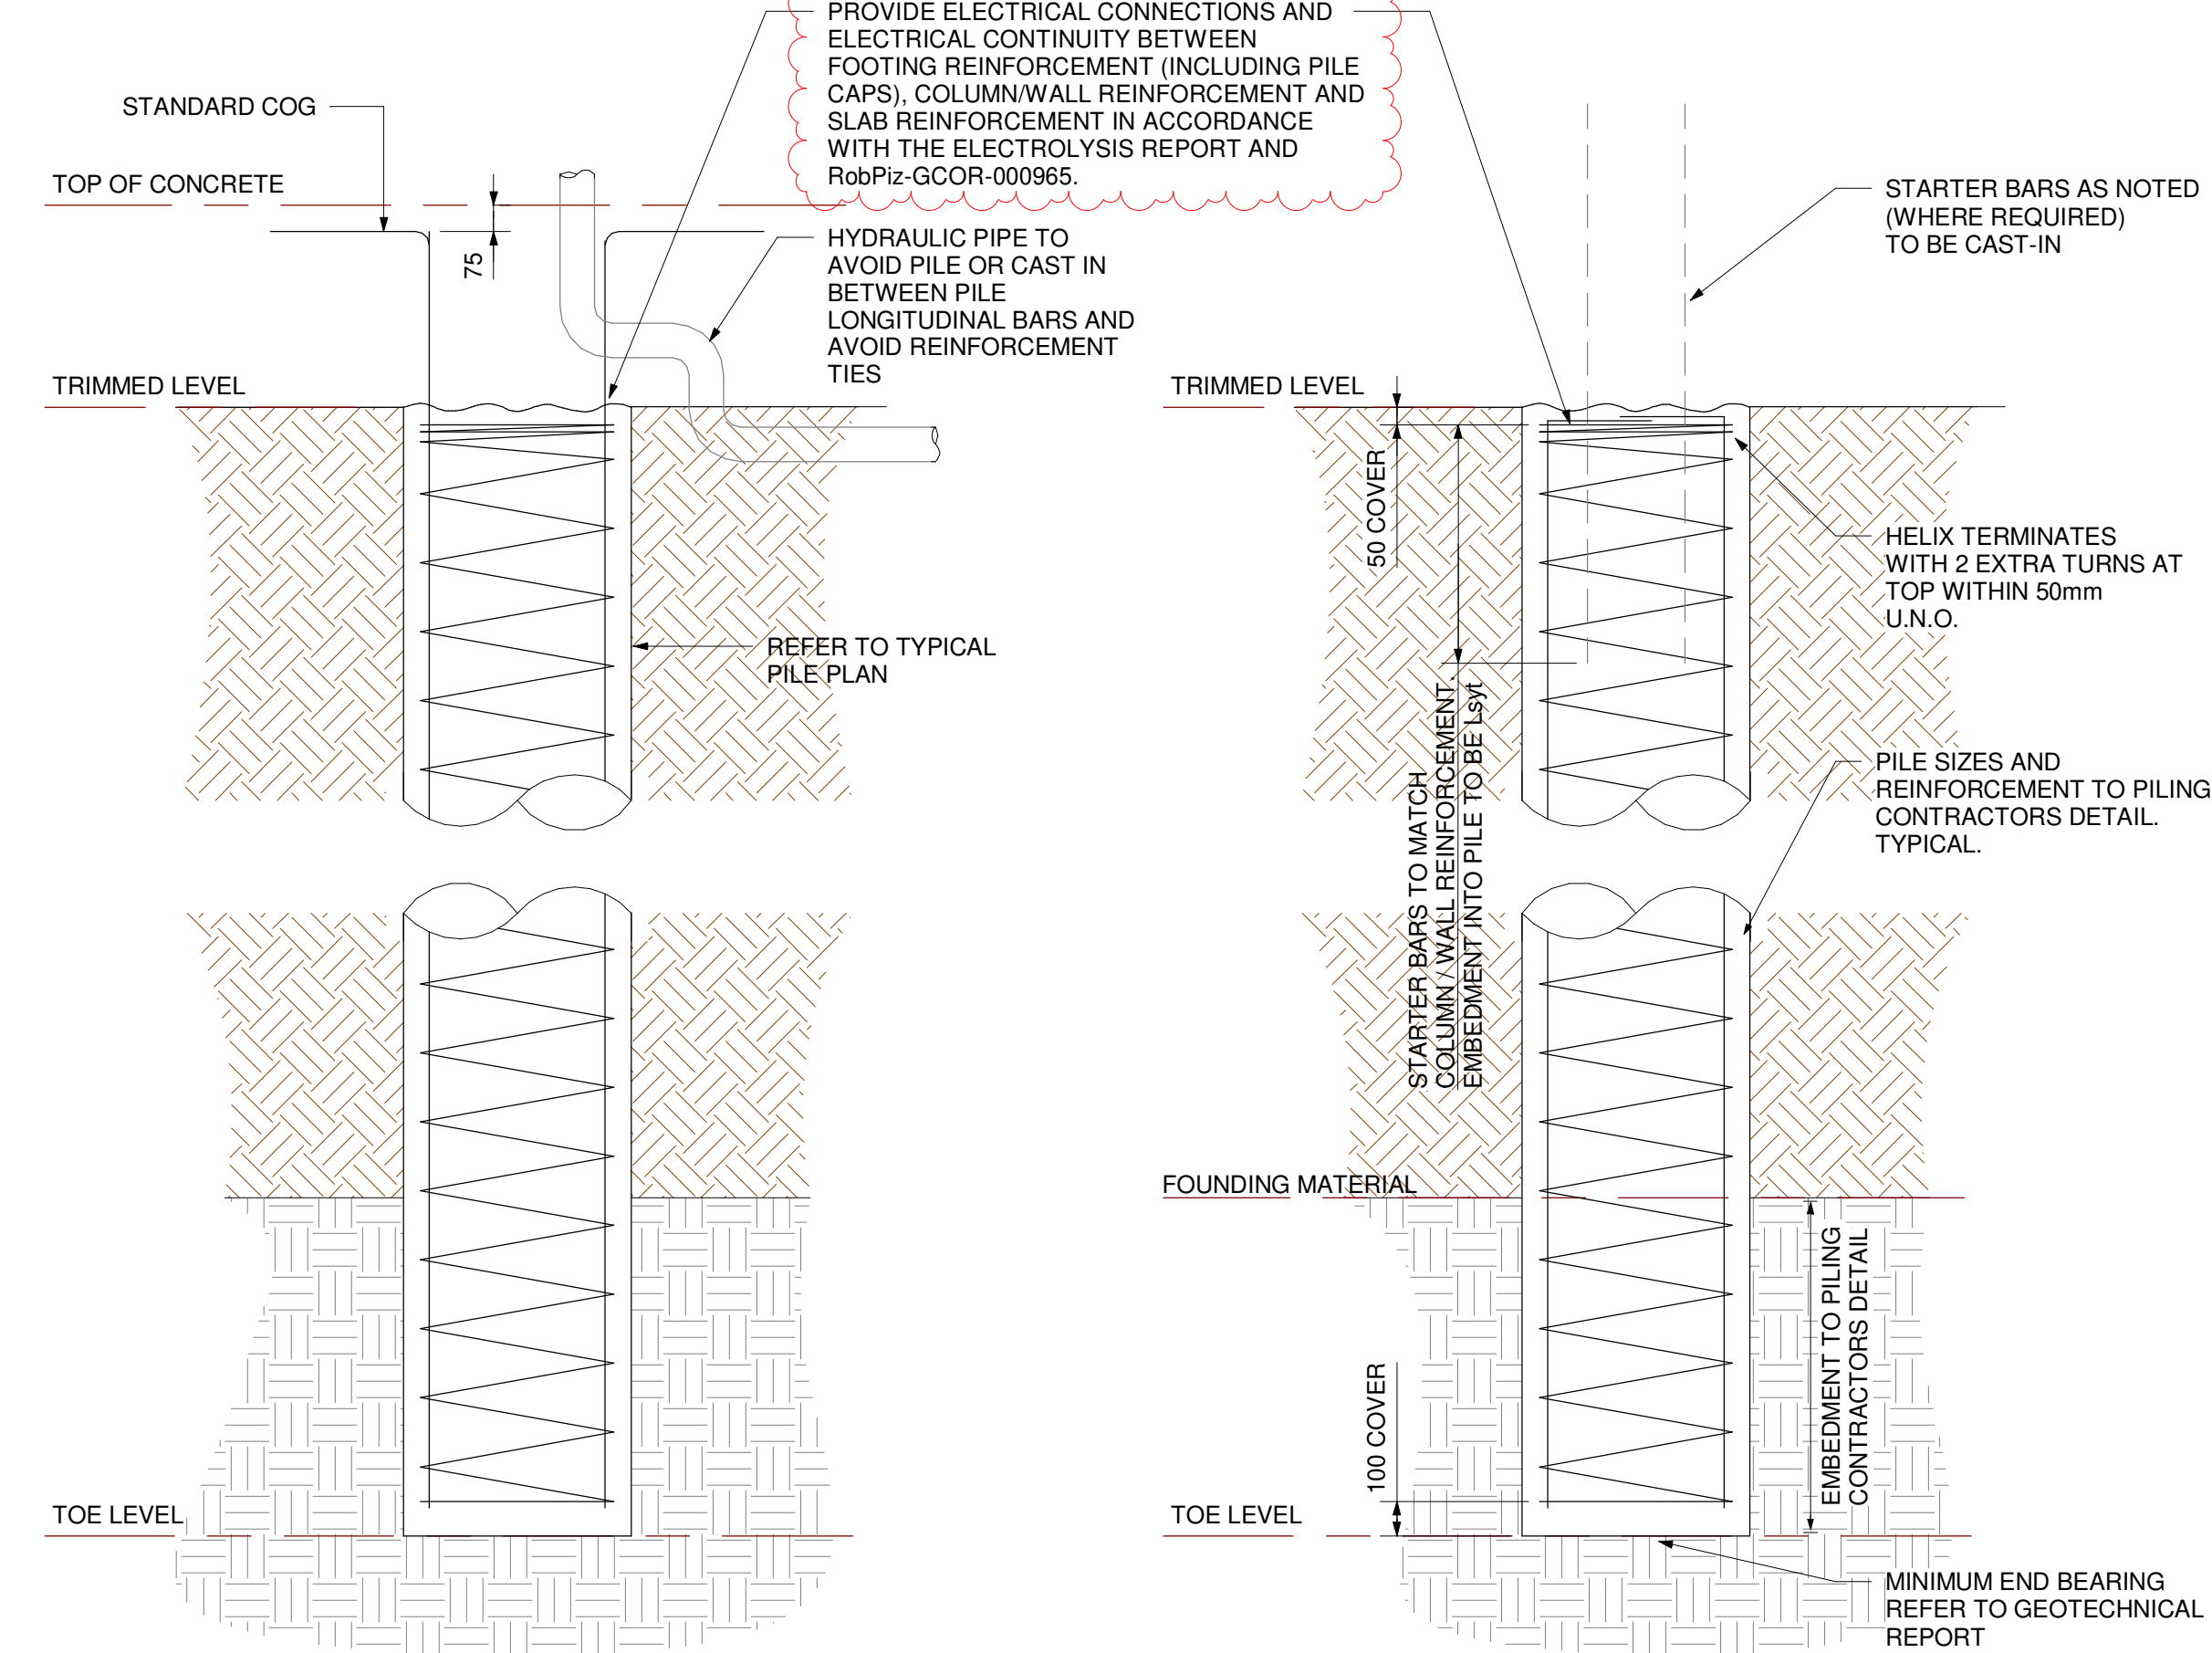 PROVIDE ELECTRICAL CONNECTIONS AND
ELECTRICAL CONTINUITY BETWEEN
FOOTING REINFORCEMENT (INCLUDING PILE
CAPS), COLUMN/WALL REINFORCEMENT AND
SLAB REINFORCEMENT IN ACCORDANCE
WITH THE ELECTROLYSIS REPORT AND
RobPiz-GCOR-000965.
STANDARD COG
TOP OF CONCRETE
75
HYDRAULIC PIPE TO
AVOID PILE OR CAST IN
BETWEEN PILE
LONGITUDINAL BARS AND
AVOID REINFORCEMENT
TIES
TRIMMED LEVEL
REFER TO TYPICAL
PILE PLAN
TOE LEVEL
STARTER BARS AS NOTED
(WHERE REQUIRED)
TO BE CAST-IN
TRIMMED LEVEL
50 COVER
HELIX TERMINATES
WITH 2 EXTRA TURNS AT
TOP WITHIN 50mm
U.N.O.
STARTER BARS TO MATCH
COLUMN / WALL REINFORCEMENT.
EMBEDMENT INTO PILE TO BE Lsyt
PILE SIZES AND
REINFORCEMENT TO PILING
CONTRACTORS DETAIL.
TYPICAL.
FOUNDING MATERIAL
EMBEDMENT TO PILING
CONTRACTORS DETAIL
100 COVER
TOE LEVEL
MINIMUM END BEARING
REFER TO GEOTECHNICAL
REPORT